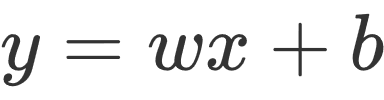 y = wx + b